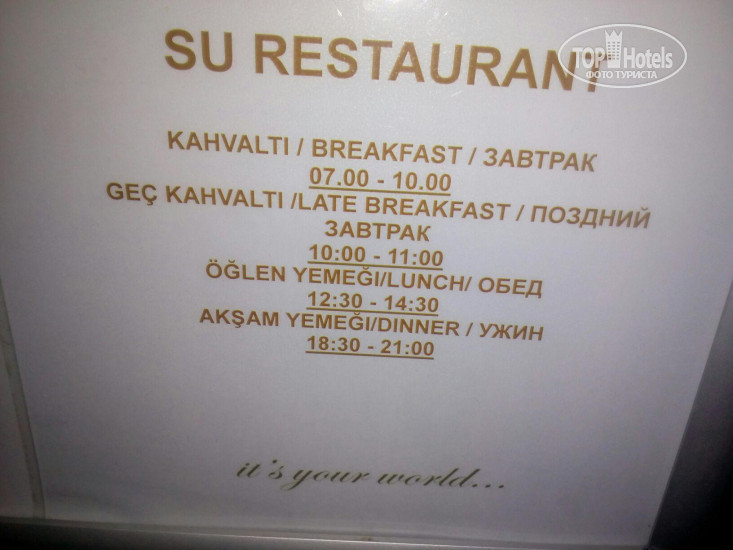 SU RESTAURANT
TOP Hotels
ФОТО ТУРИСТА
KAHVALTI / BREAKFAST / ЗАВТРАК
07.00 - 10.00
GEÇ KAHVALTI /LATE BREAKFAST / ПОЗДНИЙ
ЗАВТРАК
10:00 - 11:00
ÖĞLEN YEMEĞI/LUNCH/ ОБЕД
12:30 - 14:30
AKŞAM YEMEĞI/DINNER / УЖИН
18:30 - 21:00
it's your world...